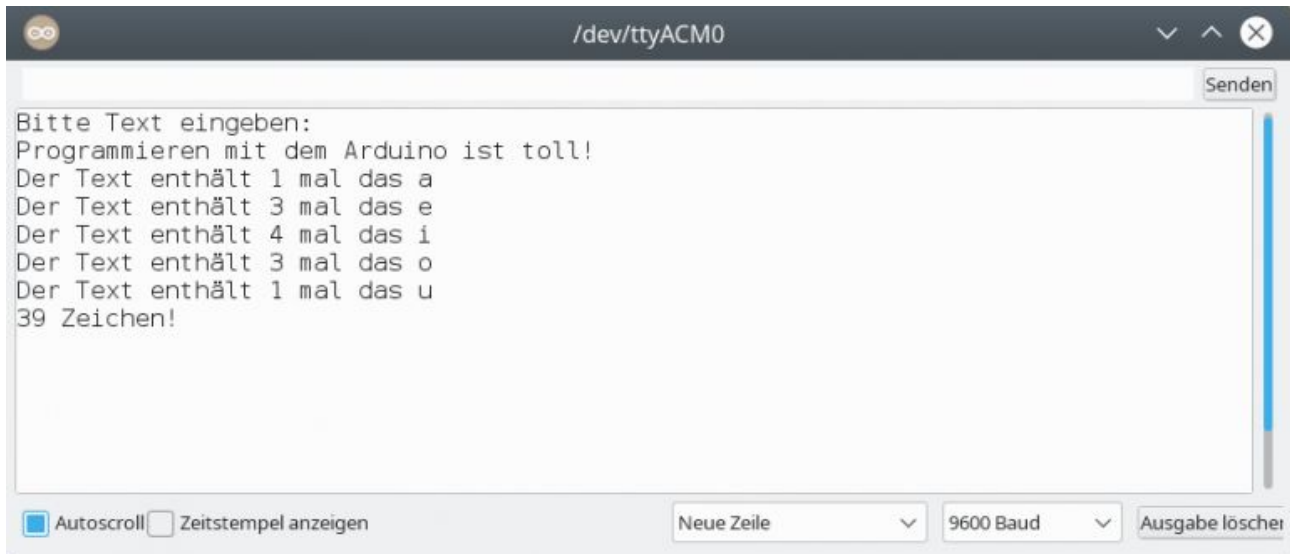 /dev/ttyACM0
Senden
Bitte Text eingeben:
Programmieren mit dem Arduino ist toll!
Der Text enthält 1 mal das a
Der Text enthält 3 mal das e
Der Text enthält 4 mal das i
Der Text enthält 3 mal das o
Der Text enthält 1 mal das u
39 Zeichen!
Autoscroll Zeitstempel anzeigen Neue Zeile 9600 Baud Ausgabe löschen